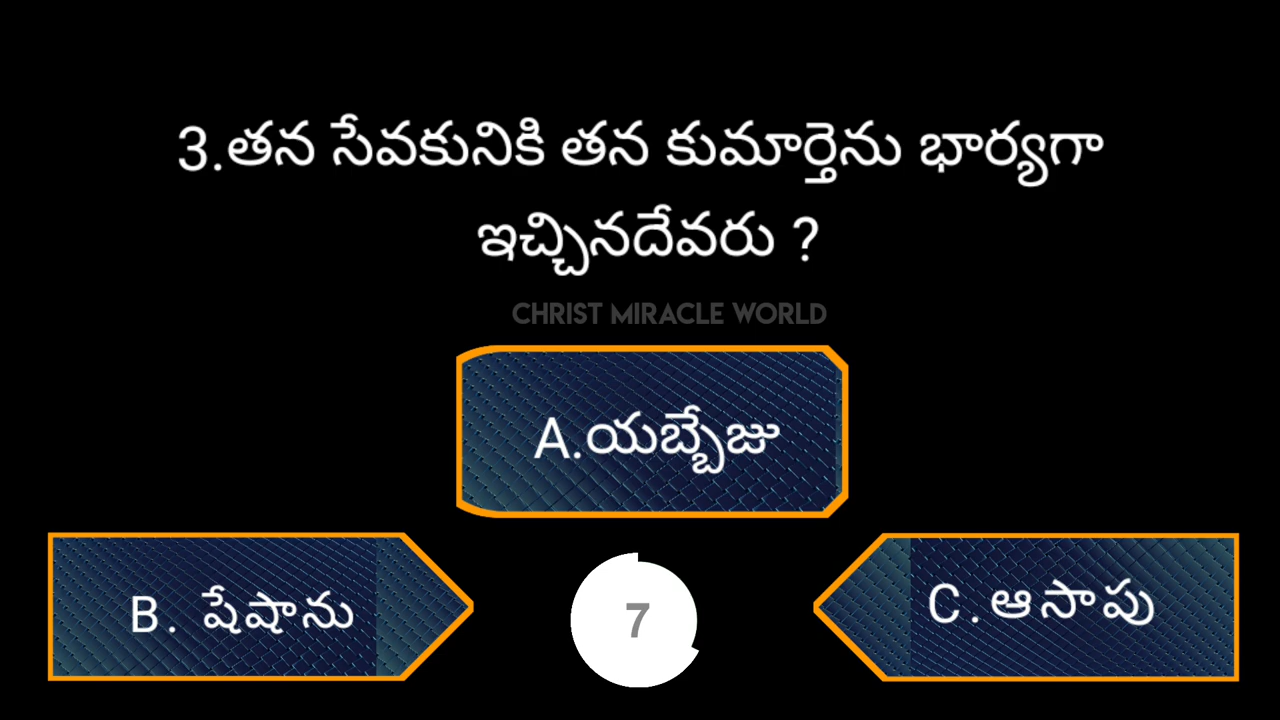 3.తన సేవకునికి తన కుమార్తెను భార్యగా
ఇచ్చినదేవరు ?
CHRIST MIRACLE WORLD
A.యబ్బేజు
B. షేషాను
7
C.ఆసాపు